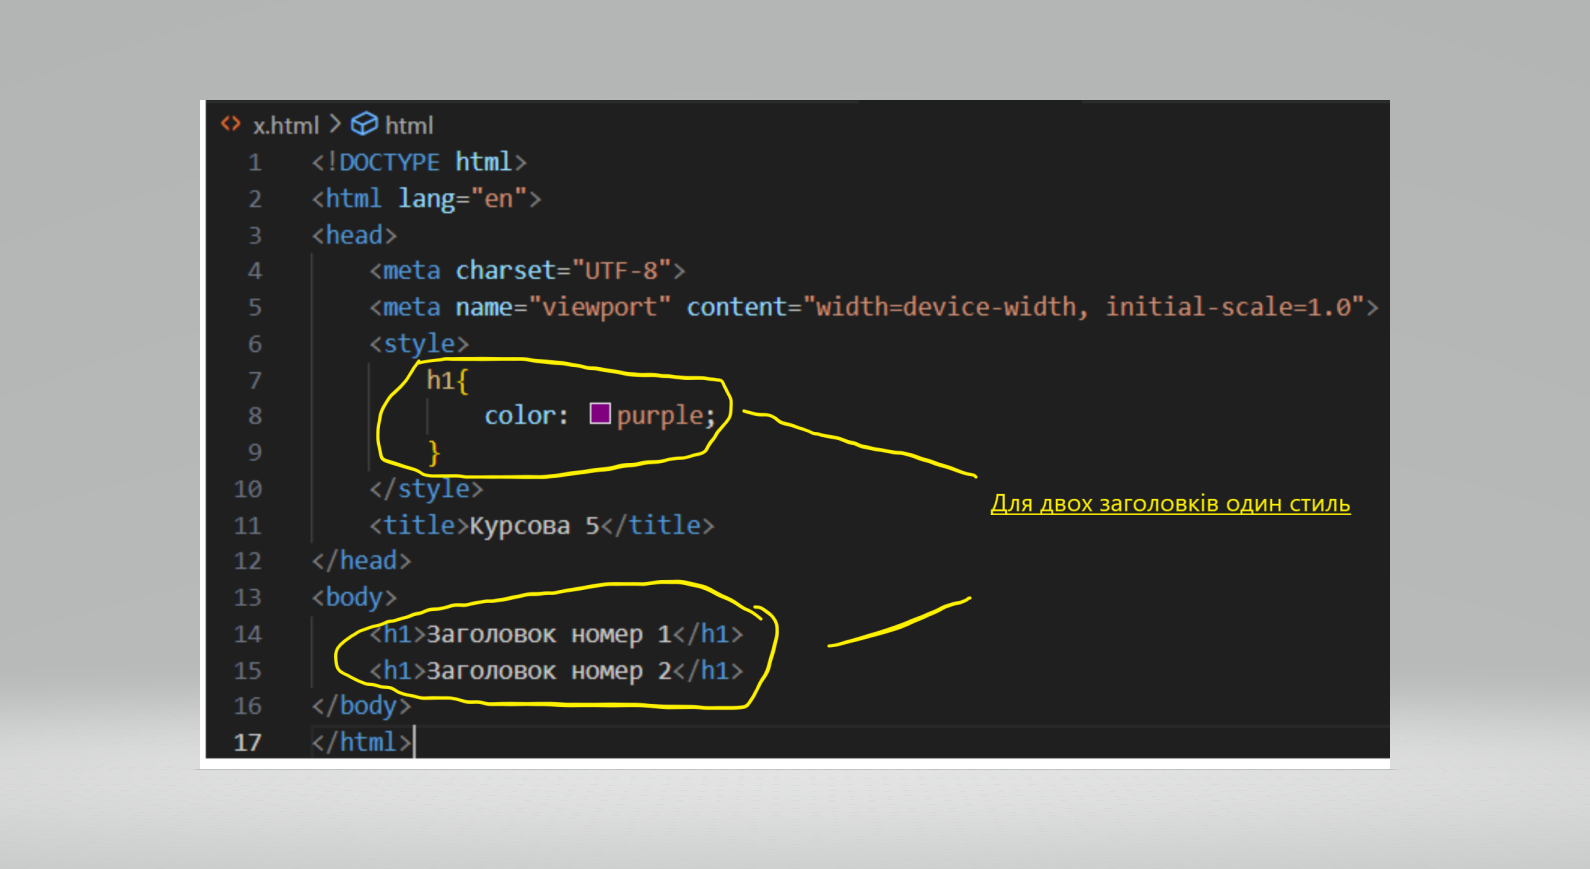 x.html > html
1 <!DOCTYPE html>
2 <html lang="en">
3 <head>
4 <meta charset="UTF-8">
5 <meta name="viewport" content="width=device-width, initial-scale=1.0">
6 <style>
7 h1{
8 color: purple;
9 }
10 </style>
Для двох заголовків один стиль
11 <title>Курсова 5</title>
12 </head>
13 <body>
14 <h1>Заголовок номер 1</h1>
15 <h1>Заголовок номер 2</h1>
16 </body>
17 </html>